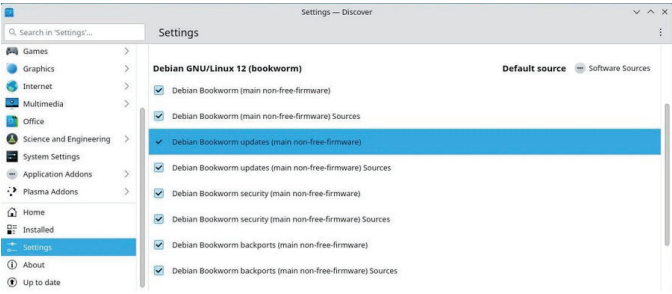 Settings — Discover
Search in 'Settings'...
Settings
Games
Graphics
Internet
Multimedia
Office
Science and Engineering
System Settings
Application Addons
Plasma Addons
Home
Installed
Settings
About
Up to date
Debian GNU/Linux 12 (bookworm) Default source Software Sources
Debian Bookworm (main non-free-firmware)
Debian Bookworm (main non-free-firmware) Sources
Debian Bookworm updates (main non-free-firmware)
Debian Bookworm updates (main non-free-firmware) Sources
Debian Bookworm security (main non-free-firmware)
Debian Bookworm security (main non-free-firmware) Sources
Debian Bookworm backports (main non-free-firmware)
Debian Bookworm backports (main non-free-firmware) Sources